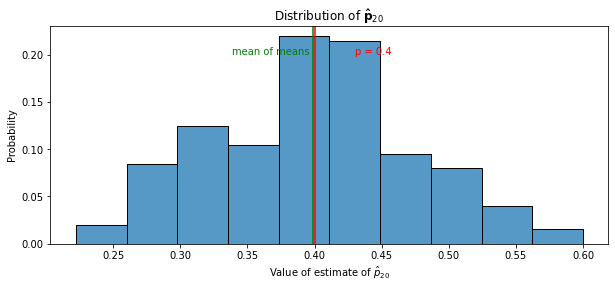 Distribution of p̂₂₀
0.20
0.15
0.10
0.05
0.00
Probability
mean of means
p = 0.4
0.25 0.30 0.35 0.40 0.45 0.50 0.55 0.60
Value of estimate of p̂₂₀